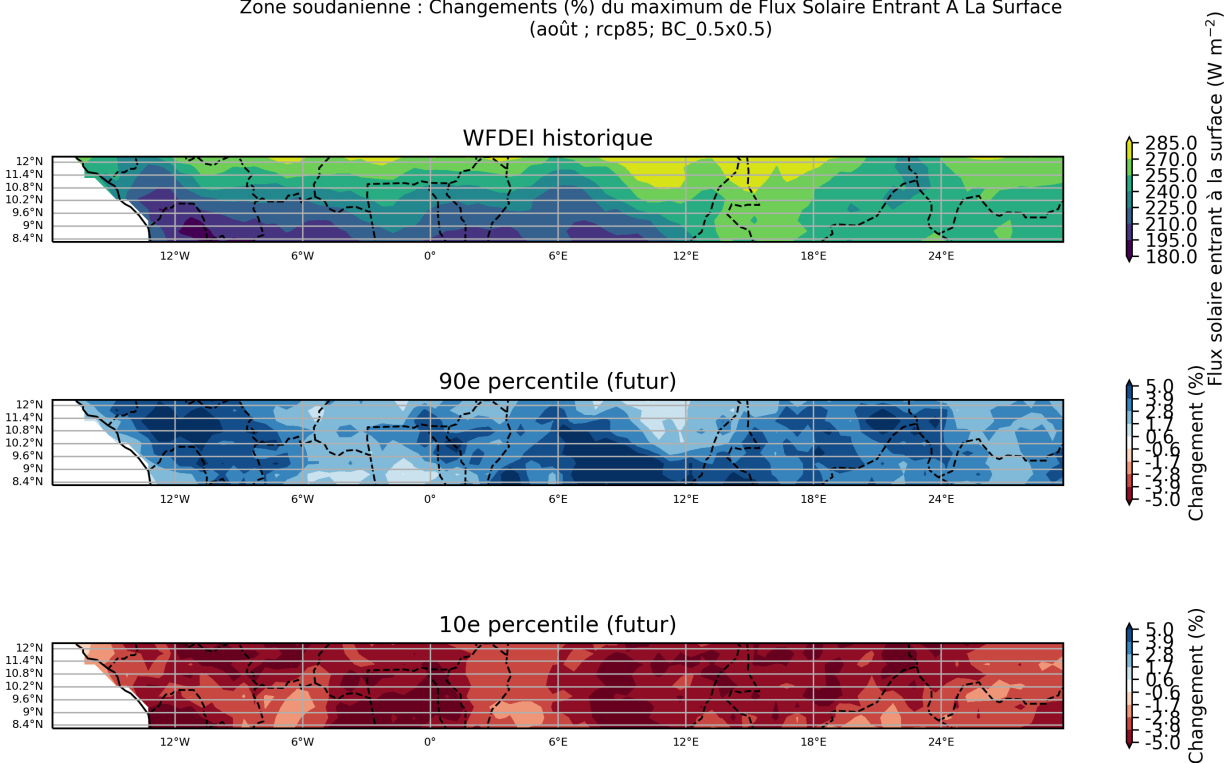 Zone soudanienne : Changements (%) du maximum de Flux Solaire Entrant A La Surface
(août ; rcp85; BC_0.5x0.5)
WFDEI historique
12°N
11.4°N
10.8°N
10.2°N
9.6°N
9°N
8.4°N
12°W
6°W
0°
6°E
12°E
18°E
24°E
285.0
270.0
255.0
240.0
225.0
210.0
195.0
180.0
Flux solaire entrant à la surface (W m⁻²)
90e percentile (futur)
12°N
11.4°N
10.8°N
10.2°N
9.6°N
9°N
8.4°N
12°W
6°W
0°
6°E
12°E
18°E
24°E
5.0
3.9
2.8
1.7
0.6
-0.6
-1.7
-2.8
-3.9
-5.0
Changement (%)
10e percentile (futur)
12°N
11.4°N
10.8°N
10.2°N
9.6°N
9°N
8.4°N
12°W
6°W
0°
6°E
12°E
18°E
24°E
5.0
3.9
2.8
1.7
0.6
-0.6
-1.7
-2.8
-3.9
-5.0
Changement (%)